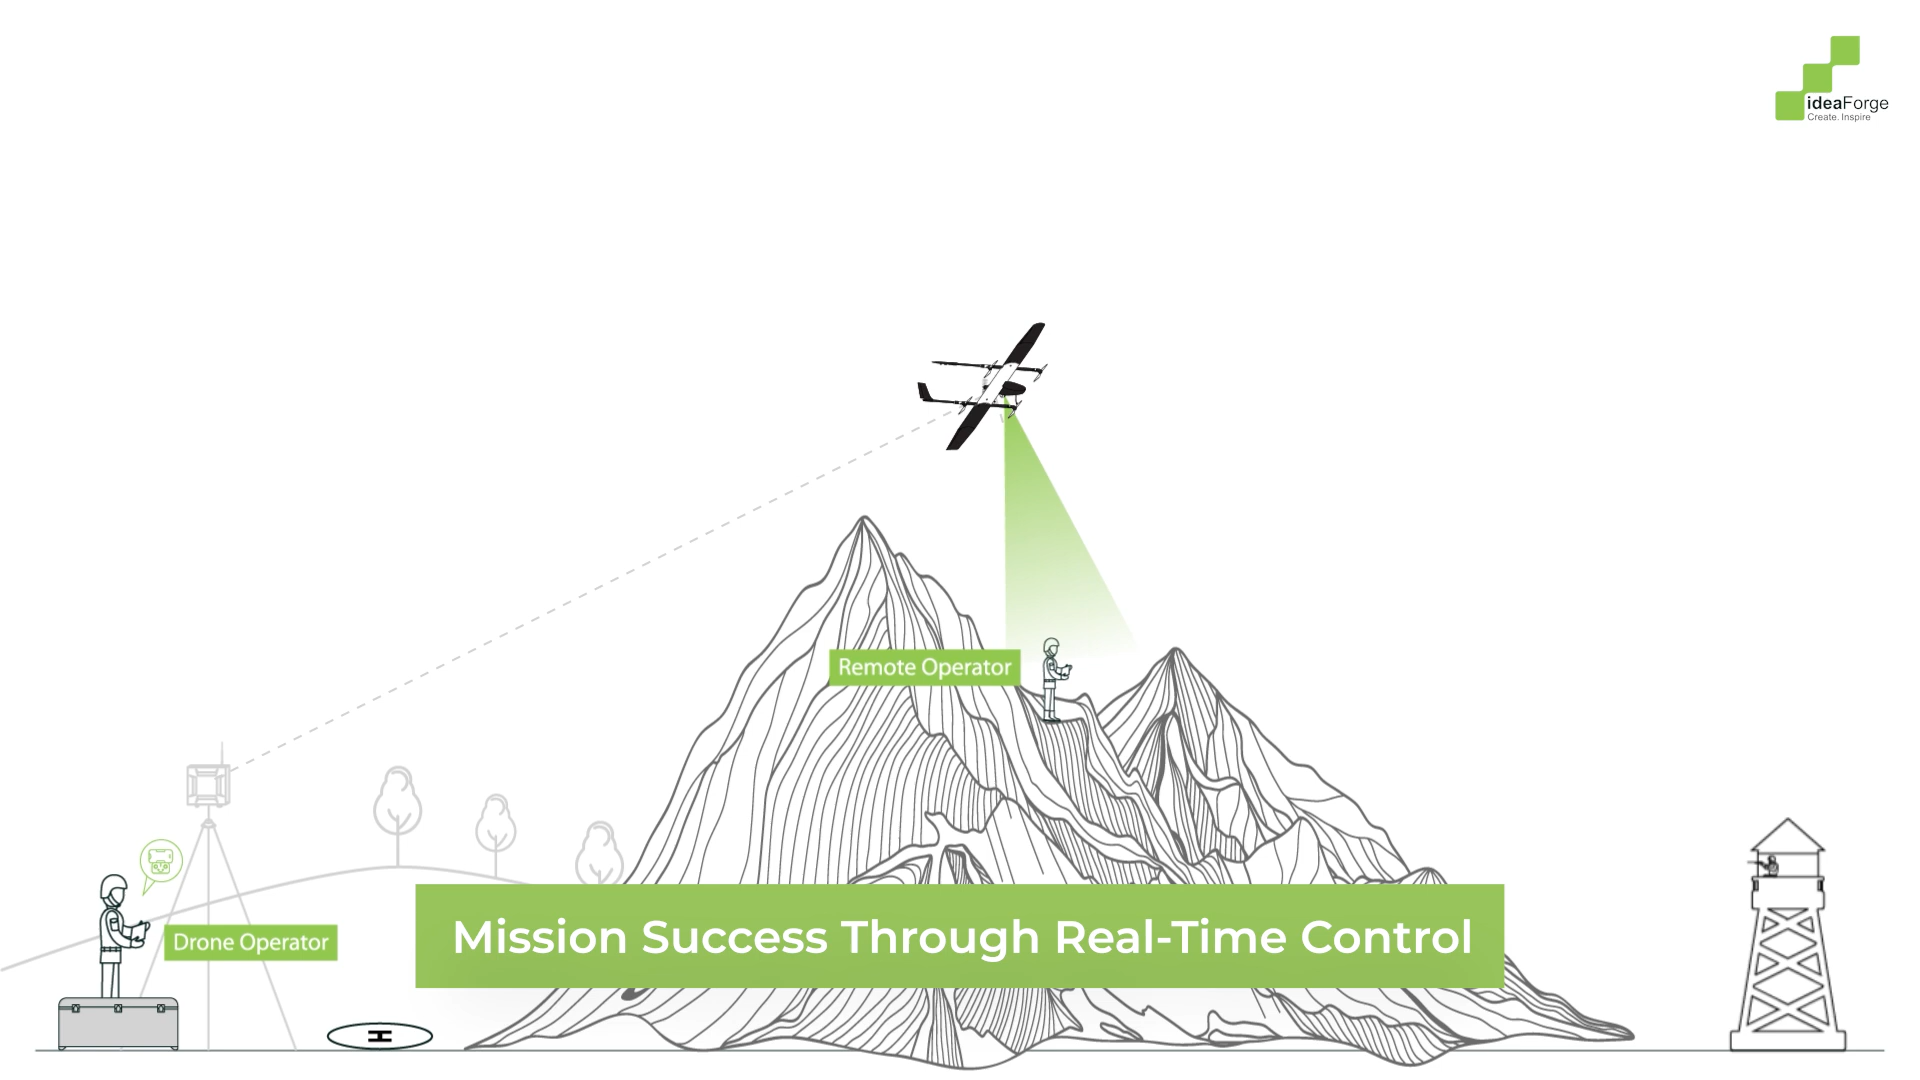 ideaForge
Create. Inspire
Remote Operator
Drone Operator
Mission Success Through Real-Time Control
H